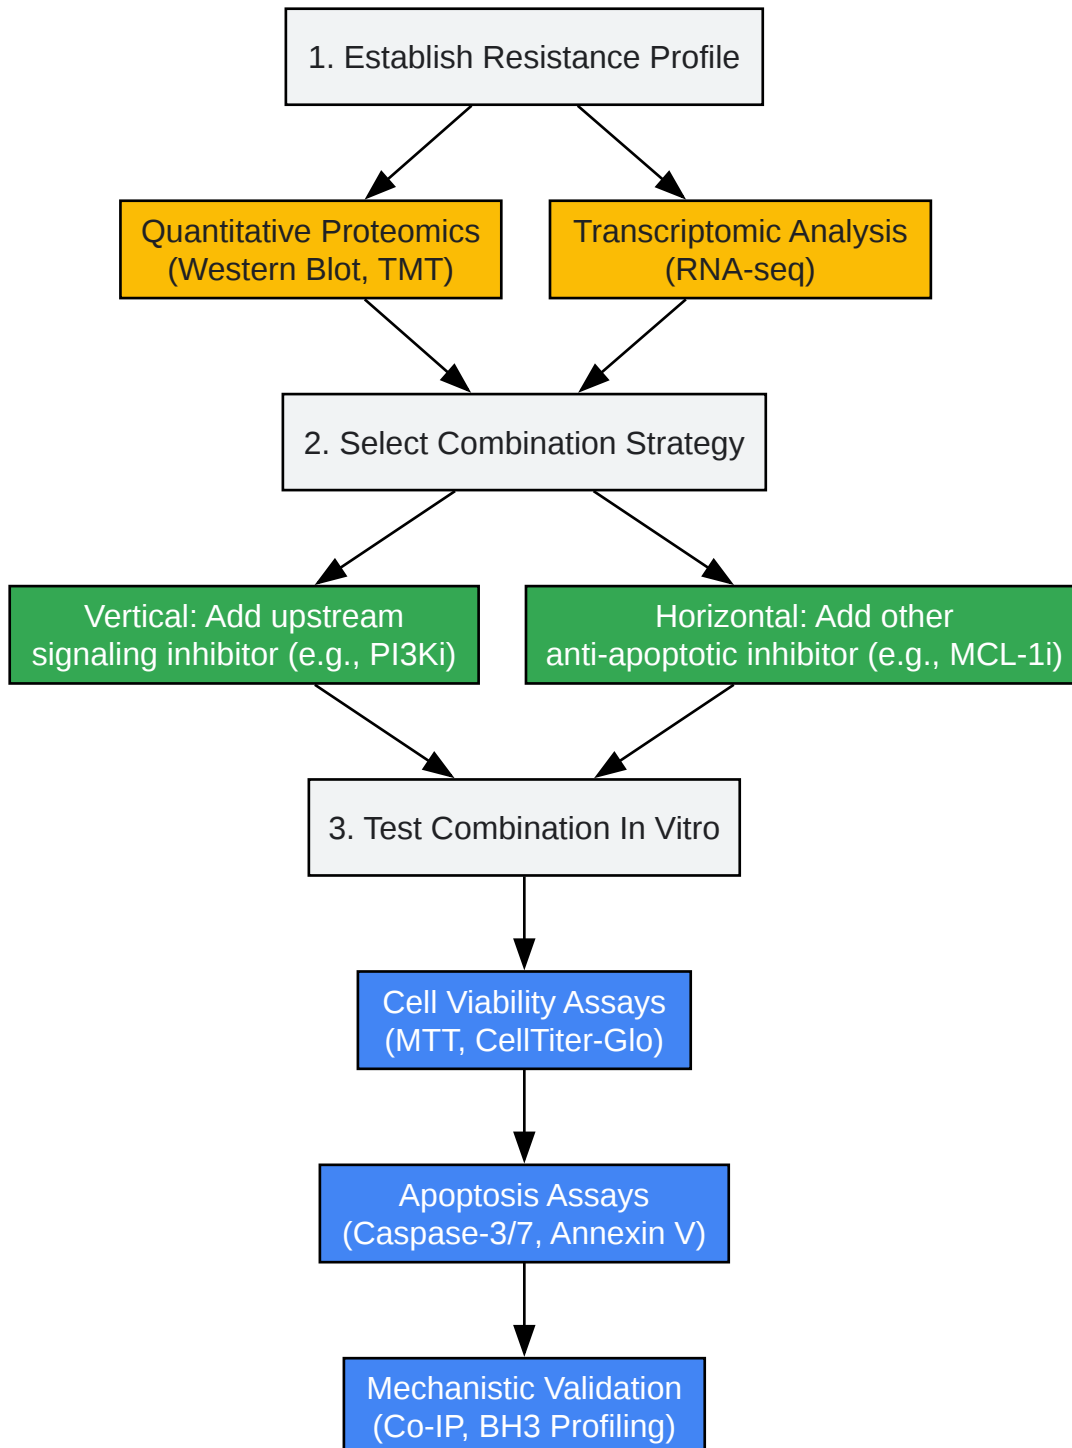 1. Establish Resistance Profile
Quantitative Proteomics
(Western Blot, TMT)
Transcriptomic Analysis
(RNA-seq)
2. Select Combination Strategy
Vertical: Add upstream
signaling inhibitor (e.g., PI3Ki)
Horizontal: Add other
anti-apoptotic inhibitor (e.g., MCL-1i)
3. Test Combination In Vitro
Cell Viability Assays
(MTT, CellTiter-Glo)
Apoptosis Assays
(Caspase-3/7, Annexin V)
Mechanistic Validation
(Co-IP, BH3 Profiling)